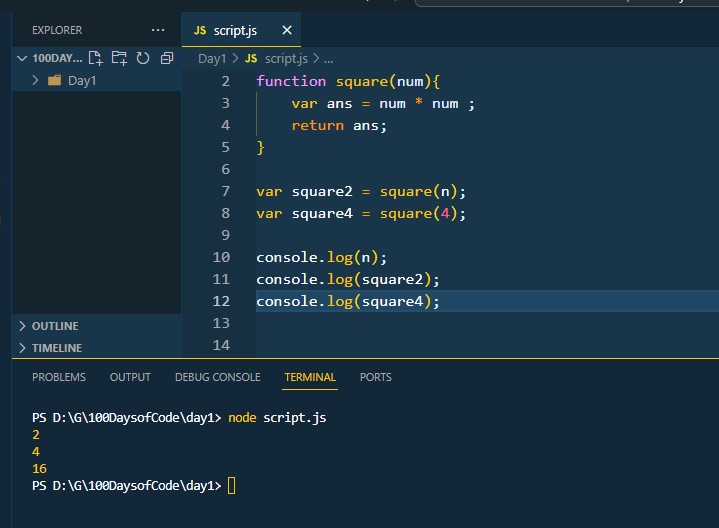 EXPLORER ...
100DAY...
Day1
OUTLINE
TIMELINE
JS script.js ×
Day1 > JS script.js > ...
2 function square(num){
3 var ans = num * num ;
4 return ans;
5 }
6
7 var square2 = square(n);
8 var square4 = square(4);
9
10 console.log(n);
11 console.log(square2);
12 console.log(square4);
13
14
PROBLEMS OUTPUT DEBUG CONSOLE TERMINAL PORTS
PS D:\G\100DaysofCode\day1> node script.js
2
4
16
PS D:\G\100DaysofCode\day1>